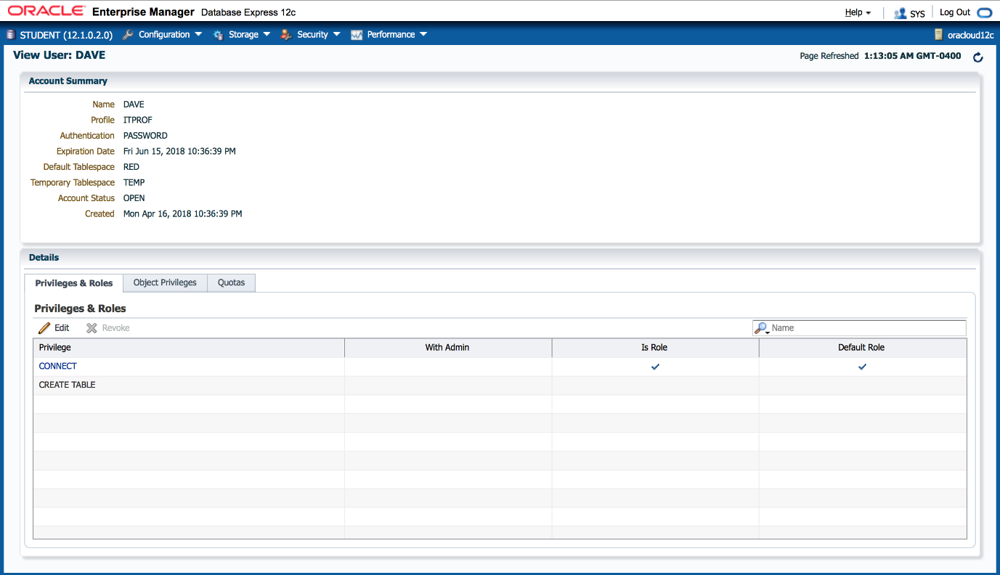 ORACLE Enterprise Manager Database Express 12c Help SYS Log Out
STUDENT (12.1.0.2.0) Configuration Storage Security Performance oracloud12c
View User: DAVE Page Refreshed 1:13:05 AM GMT-0400
Account Summary
Name DAVE
Profile ITPROF
Authentication PASSWORD
Expiration Date Fri Jun 15, 2018 10:36:39 PM
Default Tablespace RED
Temporary Tablespace TEMP
Account Status OPEN
Created Mon Apr 16, 2018 10:36:39 PM
Details
Privileges & Roles Object Privileges Quotas
Privileges & Roles
Edit Revoke Name
Privilege With Admin Is Role Default Role
CONNECT
CREATE TABLE